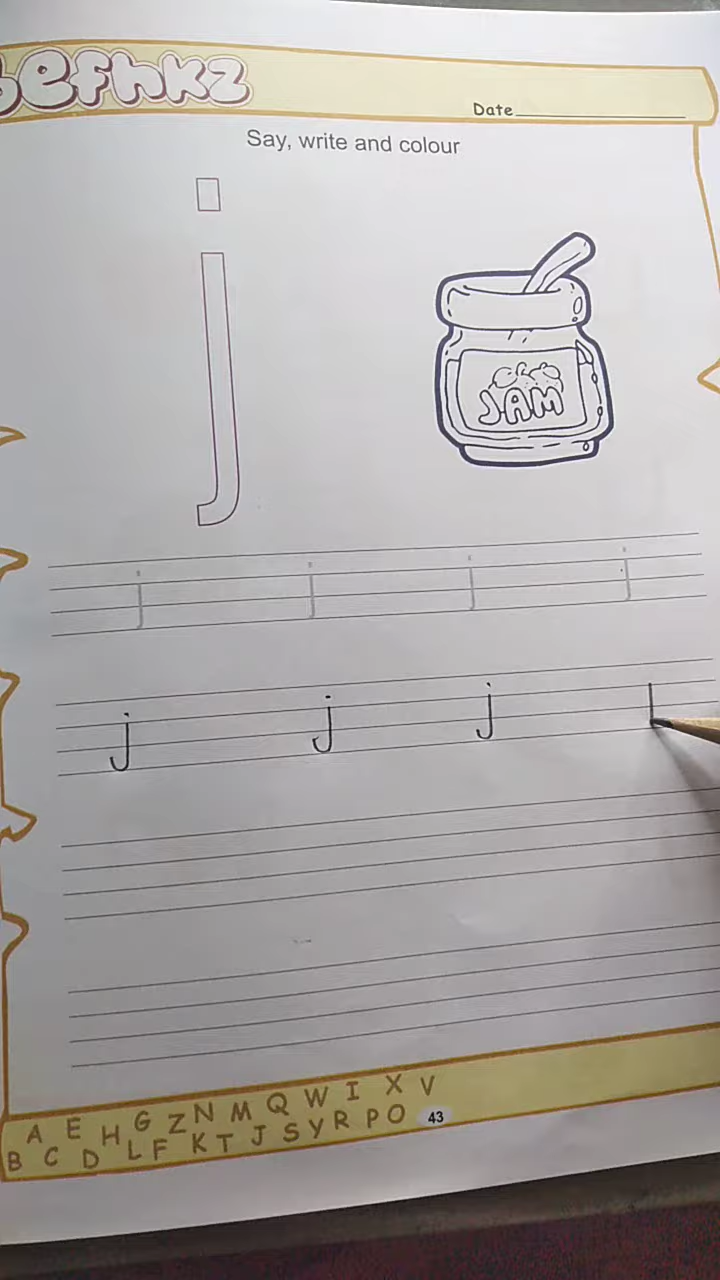 efhkz
Date
Say, write and colour
j
JAM
j j j j
j j j
A E H G Z N M Q W I X V
B C D L F K T J S Y R P O 43